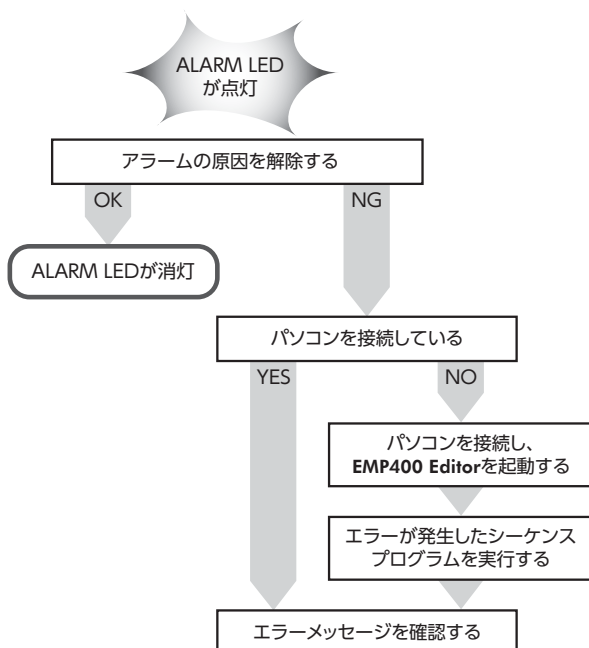 ALARM LED
が点灯
アラームの原因を解除する
OK
NG
ALARM LEDが消灯
パソコンを接続している
YES
NO
パソコンを接続し、
EMP400 Editorを起動する
エラーが発生したシーケンス
プログラムを実行する
エラーメッセージを確認する